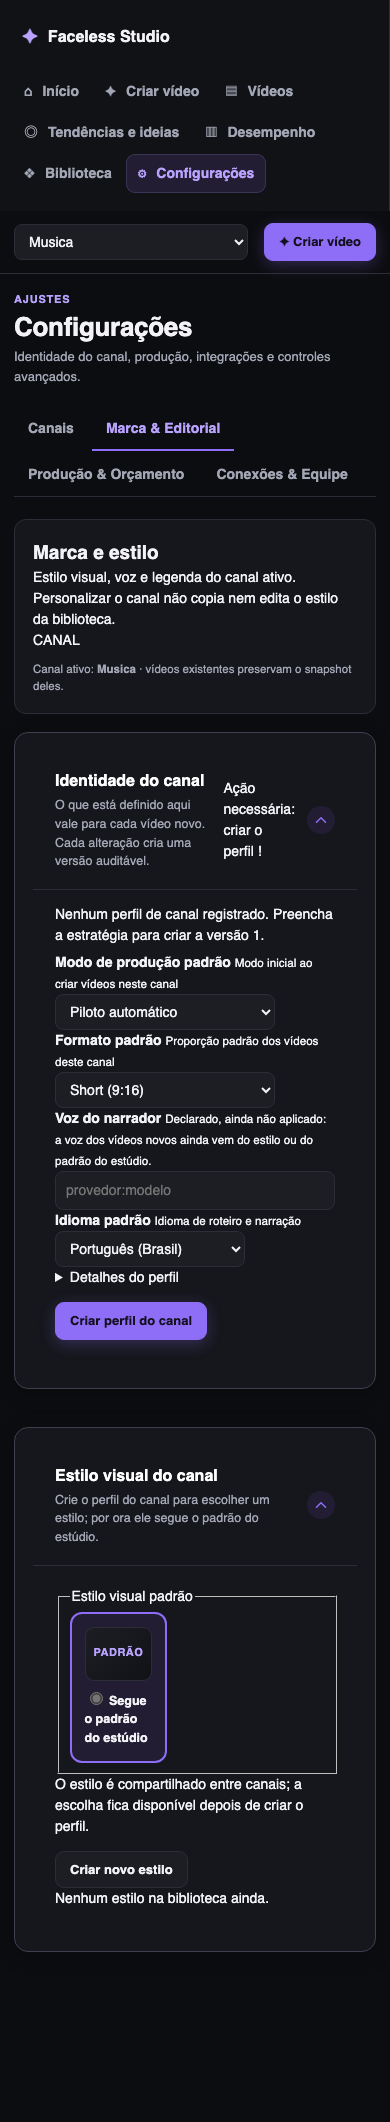 Faceless Studio
Início
Criar vídeo
Vídeos
Tendências e ideias
Desempenho
Biblioteca
Configurações
Musica
Criar vídeo
AJUSTES
Configurações
Identidade do canal, produção, integrações e controles
avançados.
Canais
Marca & Editorial
Produção & Orçamento
Conexões & Equipe
Marca e estilo
Estilo visual, voz e legenda do canal ativo.
Personalizar o canal não copia nem edita o estilo
da biblioteca.
CANAL
Canal ativo: Musica · vídeos existentes preservam o snapshot
deles.
Identidade do canal
O que está definido aqui
vale para cada vídeo novo.
Cada alteração cria uma
versão auditável.
Ação
necessária:
criar o
perfil !
Nenhum perfil de canal registrado. Preencha
a estratégia para criar a versão 1.
Modo de produção padrão Modo inicial ao
criar vídeos neste canal
Piloto automático
Formato padrão Proporção padrão dos vídeos
deste canal
Short (9:16)
Voz do narrador Declarado, ainda não aplicado:
a voz dos vídeos novos ainda vem do estilo ou do
padrão do estúdio.
provedor:modelo
Idioma padrão Idioma de roteiro e narração
Português (Brasil)
Detalhes do perfil
Criar perfil do canal
Estilo visual do canal
Crie o perfil do canal para escolher um
estilo; por ora ele segue o padrão do
estúdio.
Estilo visual padrão
PADRÃO
Segue
o padrão
do estúdio
O estilo é compartilhado entre canais; a
escolha fica disponível depois de criar o
perfil.
Criar novo estilo
Nenhum estilo na biblioteca ainda.